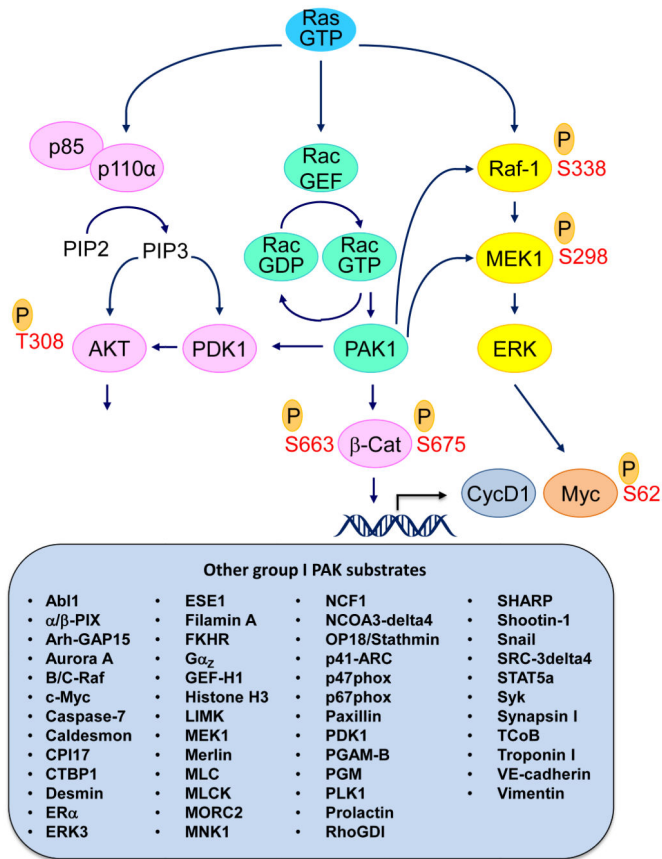 Ras
GTP
p85
p110α
Rac
GEF
P
Raf-1
S338
PIP2
PIP3
Rac
GDP
Rac
GTP
P
MEK1
S298
P
T308
AKT
PDK1
PAK1
ERK
P
S663
β-Cat
P
S675
CycD1
Myc
P
S62
Other group I PAK substrates
• Abl1
• α/β-PIX
• Arh-GAP15
• Aurora A
• B/C-Raf
• c-Myc
• Caspase-7
• Caldesmon
• CPI17
• CTBP1
• Desmin
• ERα
• ERK3
• ESE1
• Filamin A
• FKHR
• GαZ
• GEF-H1
• Histone H3
• LIMK
• MEK1
• Merlin
• MLC
• MLCK
• MORC2
• MNK1
• NCF1
• NCOA3-delta4
• OP18/Stathmin
• p41-ARC
• p47phox
• p67phox
• Paxillin
• PDK1
• PGAM-B
• PGM
• PLK1
• Prolactin
• RhoGDI
• SHARP
• Shootin-1
• Snail
• SRC-3delta4
• STAT5a
• Syk
• Synapsin I
• TCoB
• Troponin I
• VE-cadherin
• Vimentin